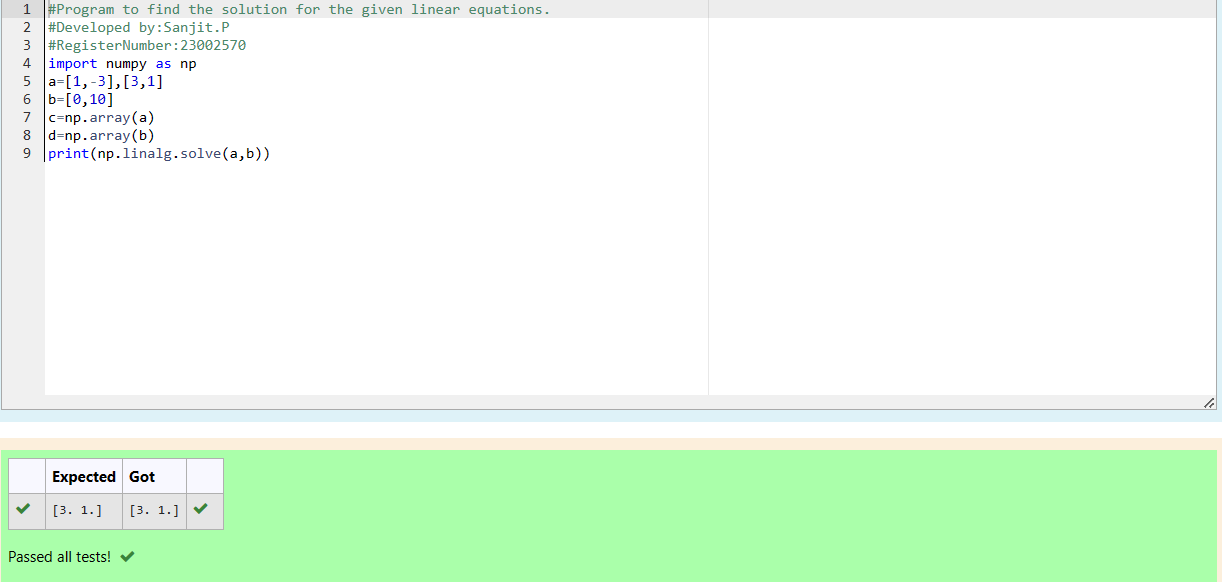 1 #Program to find the solution for the given linear equations.
2 #Developed by:Sanjit.P
3 #RegisterNumber:23002570
4 import numpy as np
5 a=[1,-3],[3,1]
6 b=[0,10]
7 c=np.array(a)
8 d=np.array(b)
9 print(np.linalg.solve(a,b))
Expected Got
[3. 1.] [3. 1.]
Passed all tests!